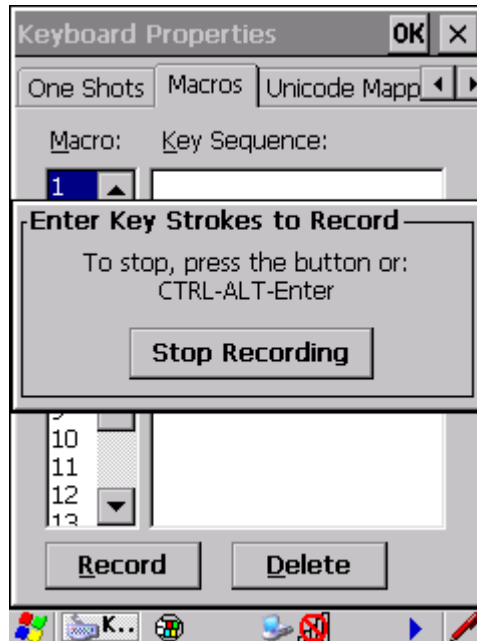 Keyboard Properties OK ×
One Shots Macros Unicode Mapp
Macro: Key Sequence:
1
Enter Key Strokes to Record
To stop, press the button or:
CTRL-ALT-Enter
Stop Recording
10
11
12
13
Record Delete
K..